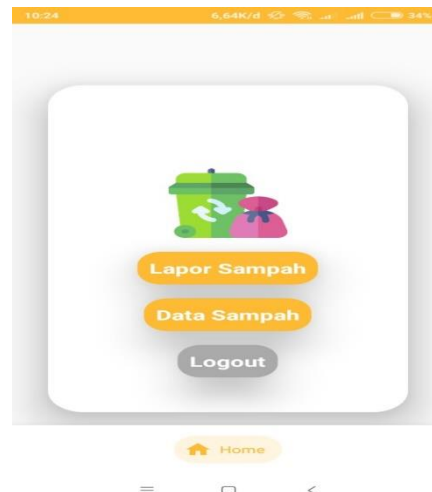 10:24 6,64K/d 34%
Lapor Sampah
Data Sampah
Logout
Home